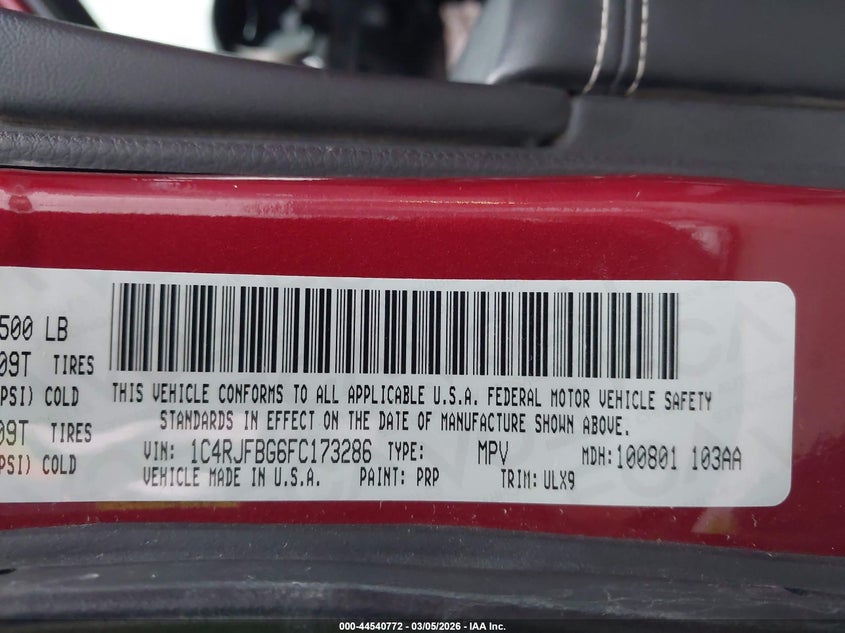 500 LB
09T TIRES
PSI) COLD
09T TIRES
PSI) COLD
THIS VEHICLE CONFORMS TO ALL APPLICABLE U.S.A. FEDERAL MOTOR VEHICLE SAFETY
STANDARDS IN EFFECT ON THE DATE OF MANUFACTURE SHOWN ABOVE.
VIN: 1C4RJFBG6FC173286 TYPE: MPV MDH:100801 103AA
VEHICLE MADE IN U.S.A. PAINT: PRP TRIM:ULX9
000-44540772 - 03/05/2026 - IAA Inc.